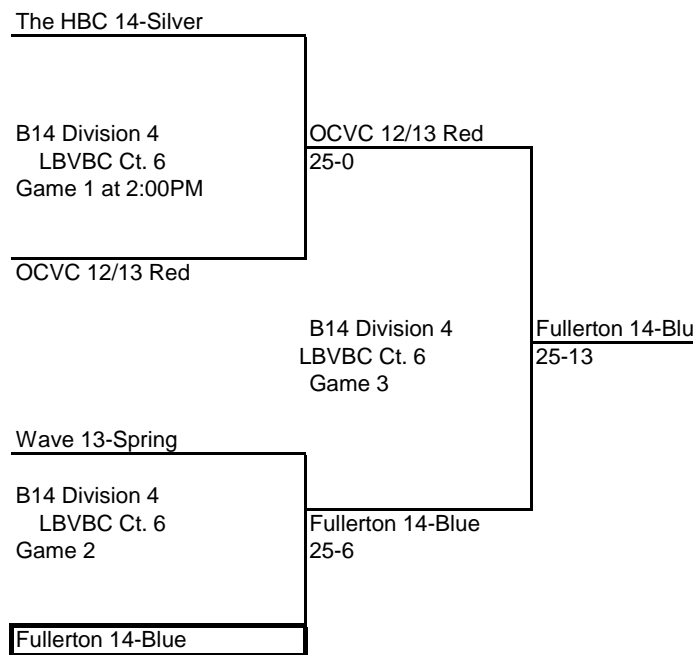 The HBC 14-Silver
B14 Division 4
LBVBC Ct. 6
Game 1 at 2:00PM
OCVC 12/13 Red
25-0
OCVC 12/13 Red
B14 Division 4
LBVBC Ct. 6
Game 3
Fullerton 14-Blu
25-13
Wave 13-Spring
B14 Division 4
LBVBC Ct. 6
Game 2
Fullerton 14-Blue
25-6
Fullerton 14-Blue